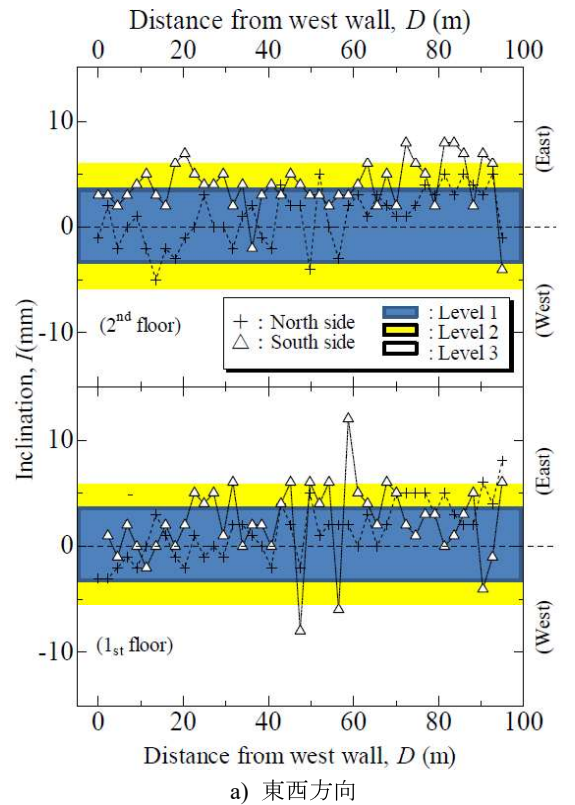 Distance from west wall, D (m)
0 20 40 60 80 100
10
0
-10
(East)
(West)
(2nd floor)
+ : North side
△ : South side
: Level 1
: Level 2
: Level 3
Inclination, I(mm)
10
0
-10
(East)
(West)
(1st floor)
0 20 40 60 80 100
Distance from west wall, D (m)
a) 東西方向